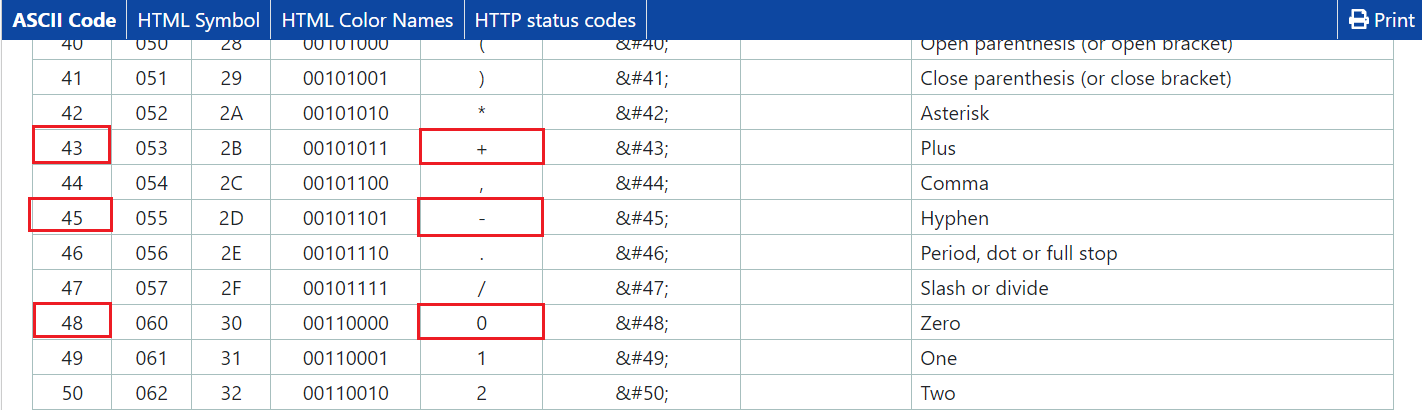 ASCII Code HTML Symbol HTML Color Names HTTP status codes Print
40 050 28 00101000 ( &#40; Open parenthesis (or open bracket)
41 051 29 00101001 ) &#41; Close parenthesis (or close bracket)
42 052 2A 00101010 * &#42; Asterisk
43 053 2B 00101011 + &#43; Plus
44 054 2C 00101100 , &#44; Comma
45 055 2D 00101101 - &#45; Hyphen
46 056 2E 00101110 . &#46; Period, dot or full stop
47 057 2F 00101111 / &#47; Slash or divide
48 060 30 00110000 0 &#48; Zero
49 061 31 00110001 1 &#49; One
50 062 32 00110010 2 &#50; Two